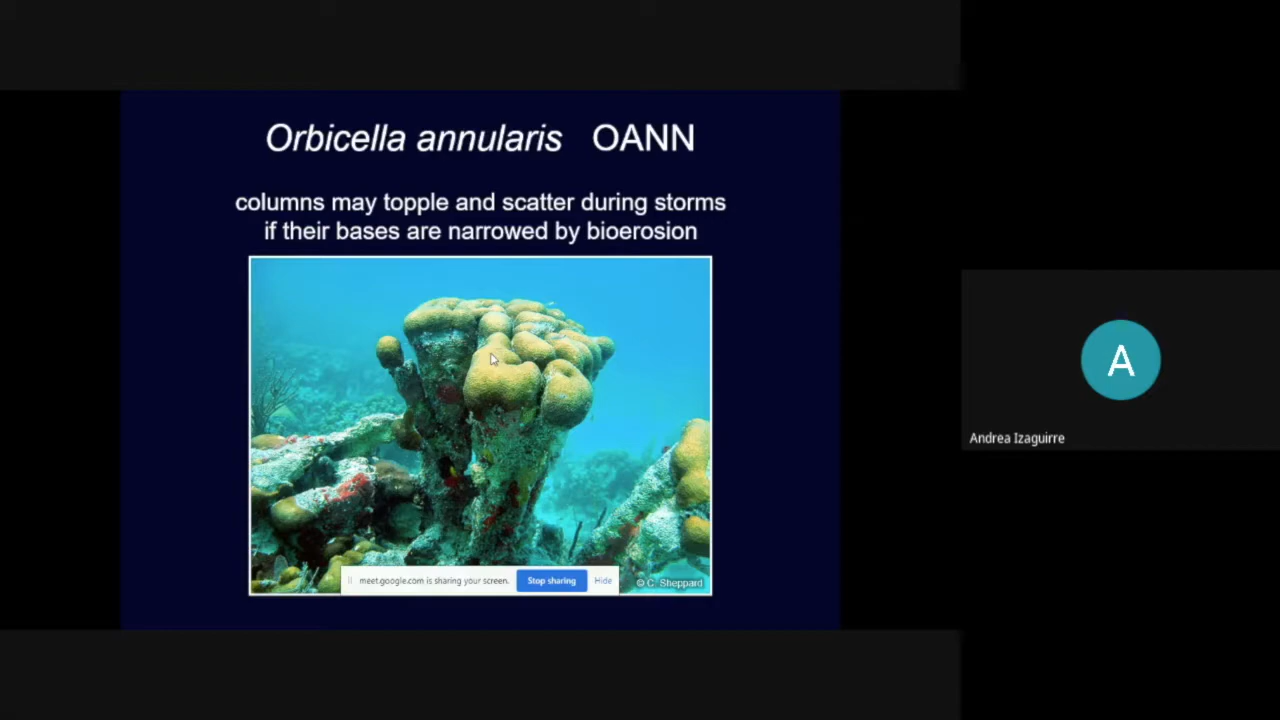 Orbicella annularis OANN
columns may topple and scatter during storms
if their bases are narrowed by bioerosion
meet.google.com is sharing your screen. Stop sharing Hide
© C. Sheppard
A
Andrea Izaguirre